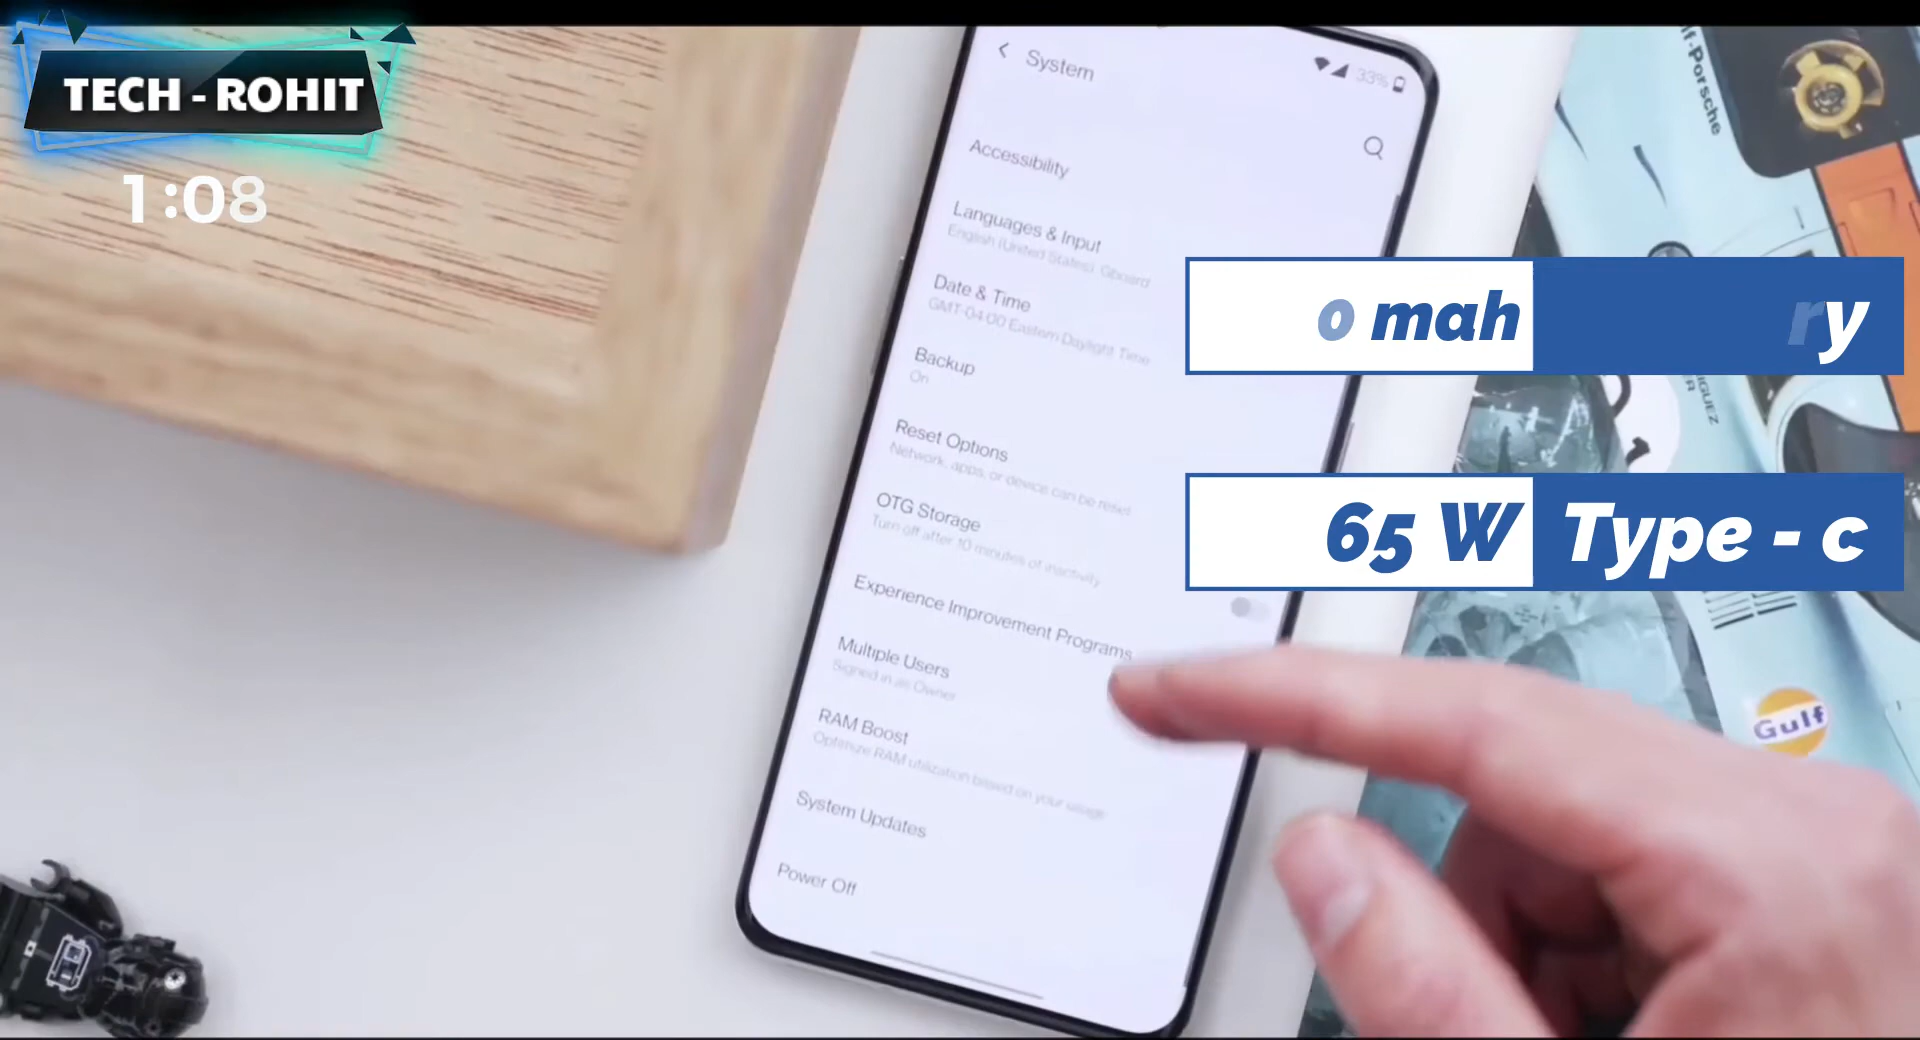 TECH - ROHIT
1:08
System
33%
Accessibility
Languages & Input
English (United States), Gboard
Date & Time
GMT-04:00 Eastern Daylight Time
Backup
On
Reset Options
Network, apps, or device can be reset
OTG Storage
Turn off after 10 minutes of inactivity
Experience Improvement Programs
Multiple Users
Signed in as Owner
RAM Boost
Optimize RAM utilization based on your usage
System Updates
Power Off
0 mah
ry
65 W Type - c
Porsche
Gulf